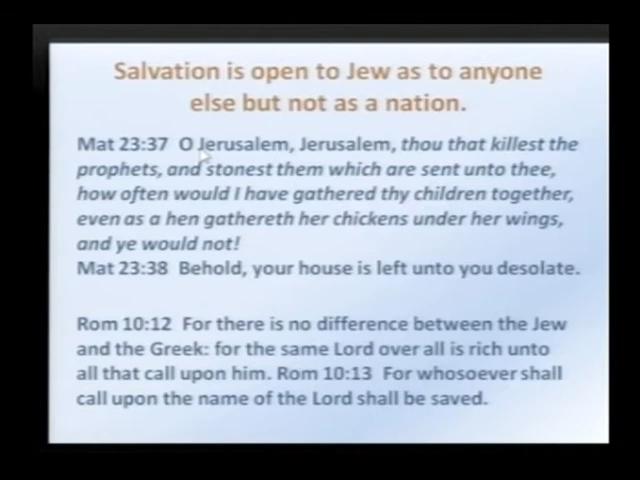 Salvation is open to Jew as to anyone
else but not as a nation.
Mat 23:37 O Jerusalem, Jerusalem, thou that killest the
prophets, and stonest them which are sent unto thee,
how often would I have gathered thy children together,
even as a hen gathereth her chickens under her wings,
and ye would not!
Mat 23:38 Behold, your house is left unto you desolate.
Rom 10:12 For there is no difference between the Jew
and the Greek: for the same Lord over all is rich unto
all that call upon him. Rom 10:13 For whosoever shall
call upon the name of the Lord shall be saved.